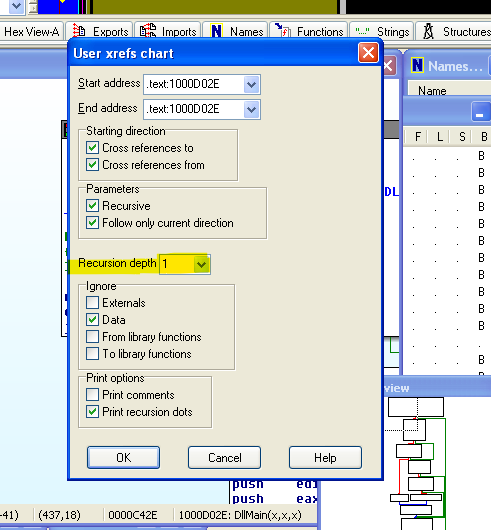 Hex View-A Exports Imports N Names Functions "..." Strings Structures
User xrefs chart
N Names...
Start address .text:1000D02E
Name
End address .text:1000D02E
Starting direction
F L S B
Cross references to
Cross references from
Parameters
Recursive
Follow only current direction
Recursion depth 1
Ignore
Externals
Data
From library functions
To library functions
Print options
Print comments
Print recursion dots
view
OK Cancel Help
push edi
push eax
-41) (437,18) 0000C42E 1000D02E: DllMain(x,x,x)